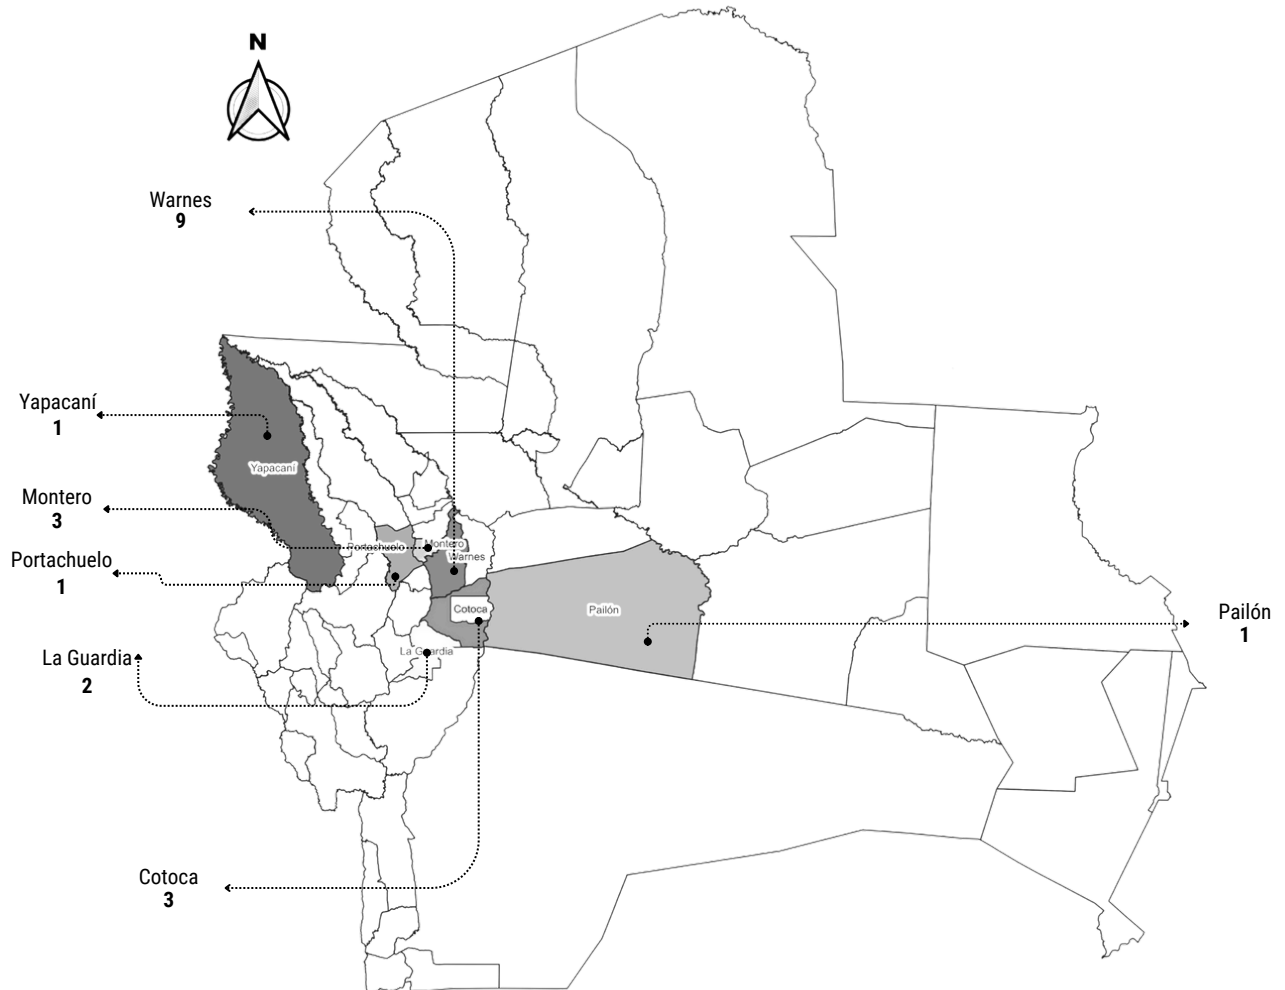 N
Warnes
9
Yapacaní
1
Yapacaní
Montero
3
Portachuelo
Montero
Warnes
Portachuelo
1
Cotoca
Pailón
Pailón
1
La Guardia
2
La Guardia
Cotoca
3